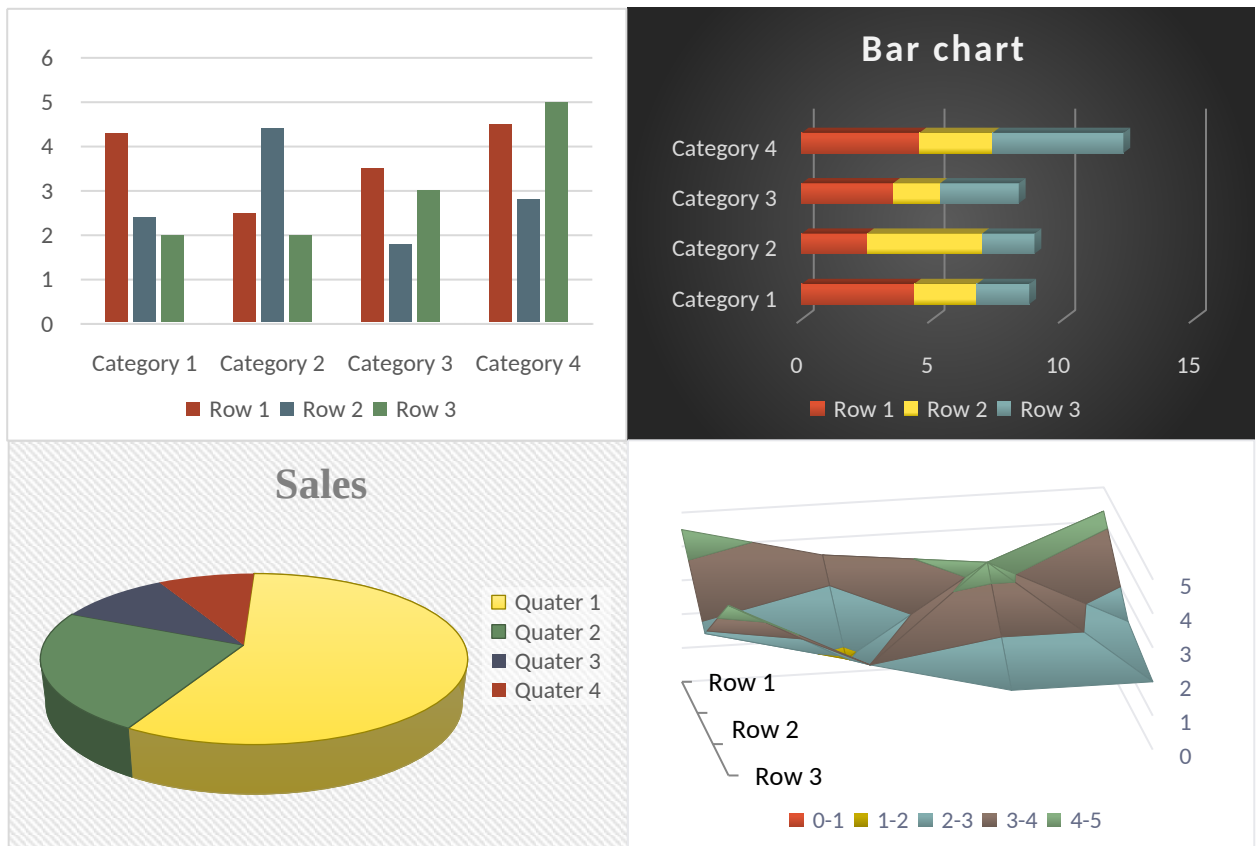 6
5
4
3
2
1
0
Category 1 Category 2 Category 3 Category 4
Row 1 Row 2 Row 3
Bar chart
Category 4
Category 3
Category 2
Category 1
0 5 10 15
Row 1 Row 2 Row 3
Sales
Quater 1
Quater 2
Quater 3
Quater 4
5
4
3
2
1
0
Row 1
Row 2
Row 3
0-1 1-2 2-3 3-4 4-5